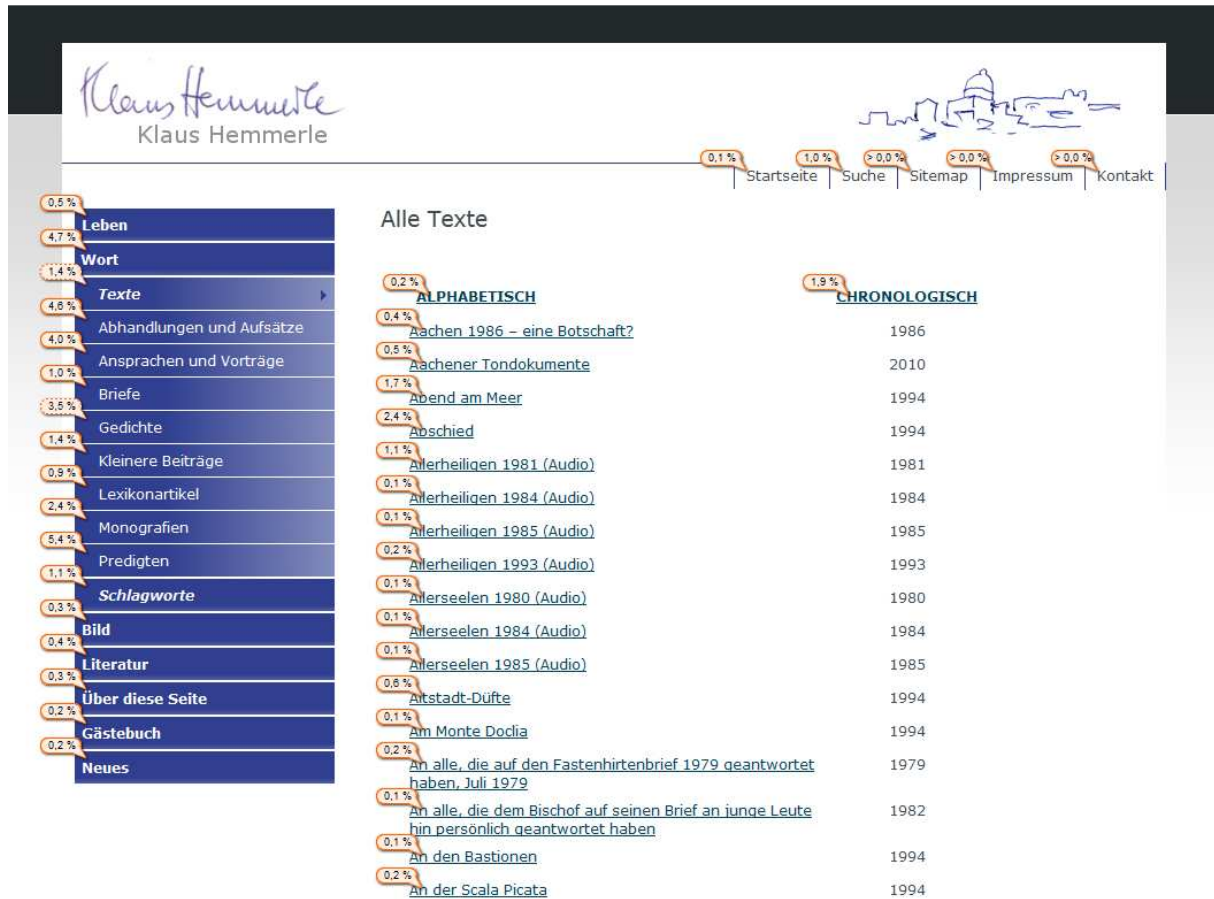 Klaus Hemmerle
Klaus Hemmerle
0,1 % 1,0 % > 0,0 % > 0,0 % > 0,0 %
Startseite Suche Sitemap Impressum Kontakt
0,5 %
Leben
4,7 %
Wort
1,4 %
Texte
4,6 %
Abhandlungen und Aufsätze
4,0 %
Ansprachen und Vorträge
1,0 %
Briefe
3,5 %
Gedichte
1,4 %
Kleinere Beiträge
0,9 %
Lexikonartikel
2,4 %
Monografien
5,4 %
Predigten
1,1 %
Schlagworte
0,3 %
Bild
0,4 %
Literatur
0,3 %
Über diese Seite
0,2 %
Gästebuch
0,2 %
Neues
Alle Texte
0,2 % 1,9 %
ALPHABETISCH CHRONOLOGISCH
0,4 %
Aachen 1986 – eine Botschaft? 1986
0,5 %
Aachener Tondokumente 2010
1,7 %
Abend am Meer 1994
2,4 %
Abschied 1994
1,1 %
Allerheiligen 1981 (Audio) 1981
0,1 %
Allerheiligen 1984 (Audio) 1984
0,1 %
Allerheiligen 1985 (Audio) 1985
0,2 %
Allerheiligen 1993 (Audio) 1993
0,1 %
Allerseelen 1980 (Audio) 1980
0,1 %
Allerseelen 1984 (Audio) 1984
0,1 %
Allerseelen 1985 (Audio) 1985
0,6 %
Altstadt-Düfte 1994
0,1 %
Am Monte Doclia 1994
0,2 %
An alle, die auf den Fastenhirtenbrief 1979 geantwortet 1979
haben, Juli 1979
0,1 %
An alle, die dem Bischof auf seinen Brief an junge Leute 1982
hin persönlich geantwortet haben
0,1 %
An den Bastionen 1994
0,2 %
An der Scala Picata 1994